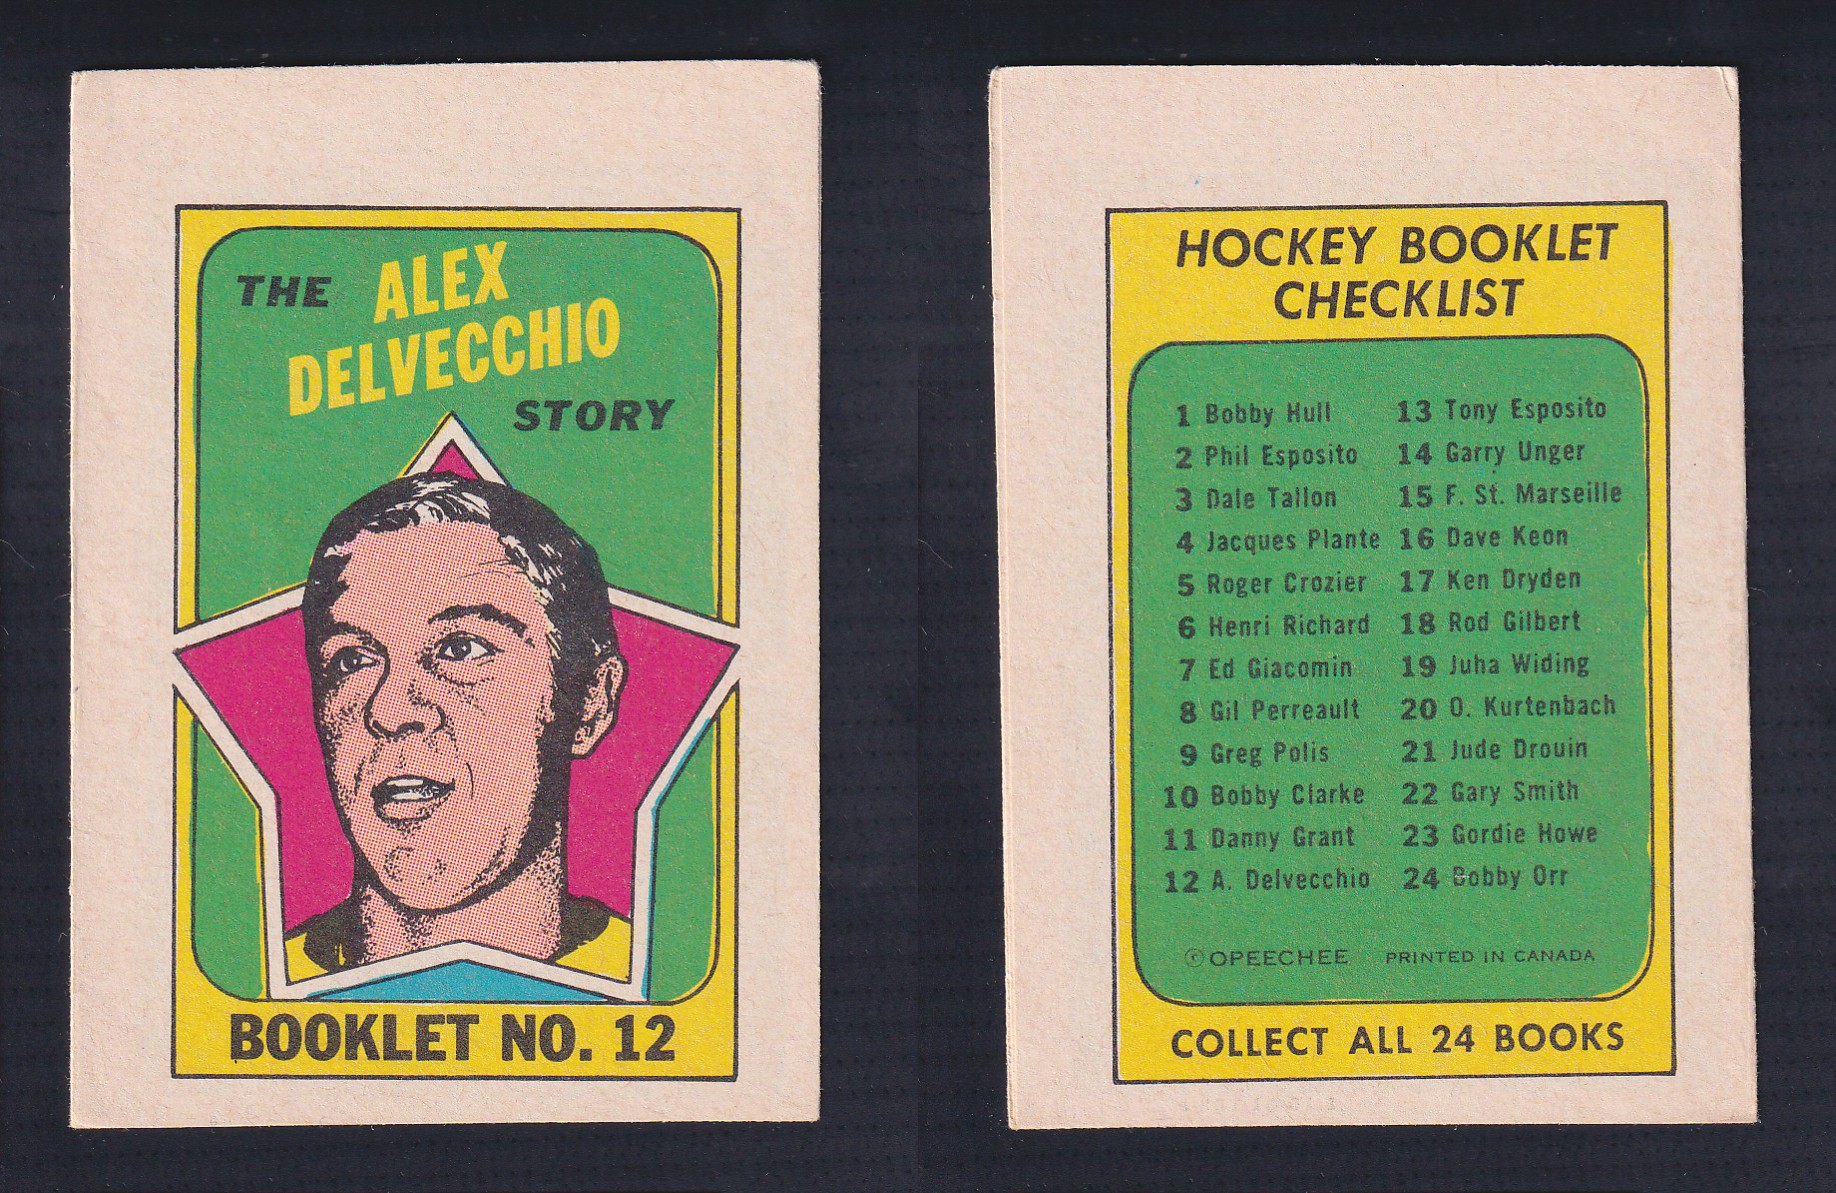 THE ALEX
DELVECCHIO
STORY
BOOKLET NO. 12
HOCKEY BOOKLET
CHECKLIST
1 Bobby Hull
2 Phil Esposito
3 Dale Tallon
4 Jacques Plante
5 Roger Crozier
6 Henri Richard
7 Ed Giacomin
8 Gil Perreault
9 Greg Polis
10 Bobby Clarke
11 Danny Grant
12 A. Delvecchio
13 Tony Esposito
14 Garry Unger
15 F. St. Marseille
16 Dave Keon
17 Ken Dryden
18 Rod Gilbert
19 Juha Widing
20 O. Kurtenbach
21 Jude Drouin
22 Gary Smith
23 Gordie Howe
24 Bobby Orr
©OPEECHEE PRINTED IN CANADA
COLLECT ALL 24 BOOKS